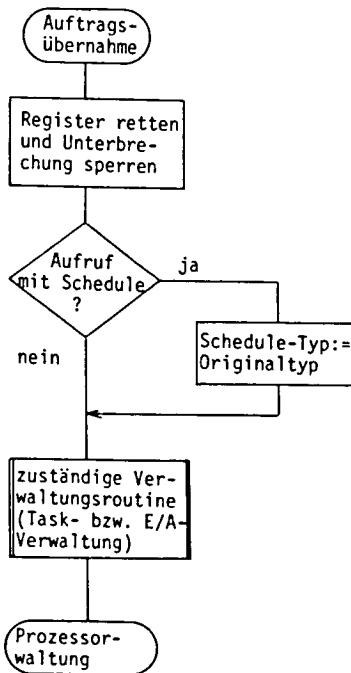 Auftrags-
übernahme
Register retten
und Unterbre-
chung sperren
Aufruf
mit Schedule
?
ja
nein
Schedule-Typ:=
Originaltyp
zuständige Ver-
waltungsroutine
(Task- bzw. E/A-
Verwaltung)
Prozessor-
waltung